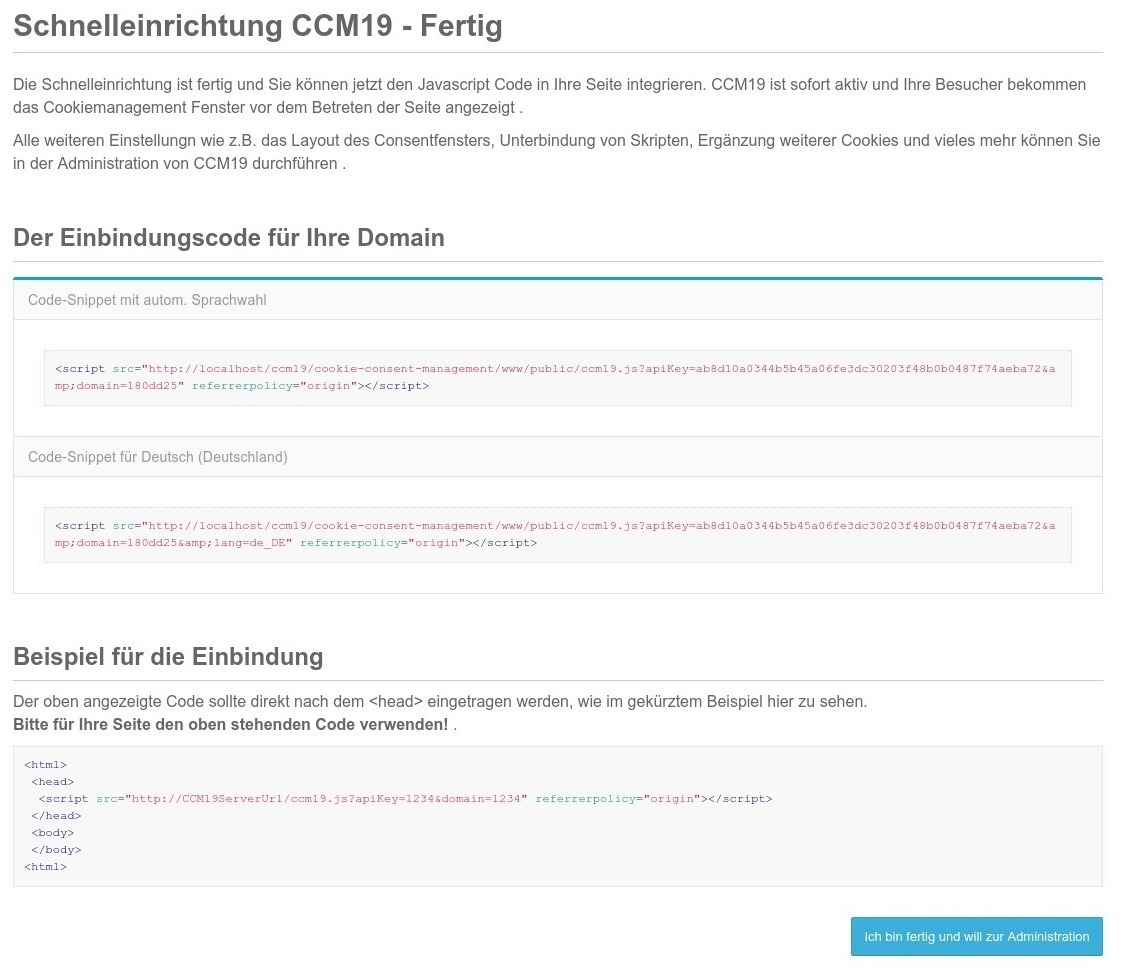 Schnelleinrichtung CCM19 - Fertig
Die Schnelleinrichtung ist fertig und Sie können jetzt den Javascript Code in Ihre Seite integrieren. CCM19 ist sofort aktiv und Ihre Besucher bekommen
das Cookiemanagement Fenster vor dem Betreten der Seite angezeigt .
Alle weiteren Einstellungn wie z.B. das Layout des Consentfensters, Unterbindung von Skripten, Ergänzung weiterer Cookies und vieles mehr können Sie
in der Administration von CCM19 durchführen .
Der Einbindungscode für Ihre Domain
Code-Snippet mit autom. Sprachwahl
<script src="http://localhost/ccm19/cookie-consent-management/www/public/ccm19.js?apiKey=ab8d10a0344b5b45a06fe3dc30203f48b0b0487f74aeba72&a
mp;domain=180dd25" referrerpolicy="origin"></script>
Code-Snippet für Deutsch (Deutschland)
<script src="http://localhost/ccm19/cookie-consent-management/www/public/ccm19.js?apiKey=ab8d10a0344b5b45a06fe3dc30203f48b0b0487f74aeba72&a
mp;domain=180dd25&amp;lang=de_DE" referrerpolicy="origin"></script>
Beispiel für die Einbindung
Der oben angezeigte Code sollte direkt nach dem <head> eingetragen werden, wie im gekürztem Beispiel hier zu sehen.
Bitte für Ihre Seite den oben stehenden Code verwenden! .
<html>
<head>
<script src="http://CCM19ServerUrl/ccm19.js?apiKey=1234&domain=1234" referrerpolicy="origin"></script>
</head>
<body>
</body>
<html>
Ich bin fertig und will zur Administration